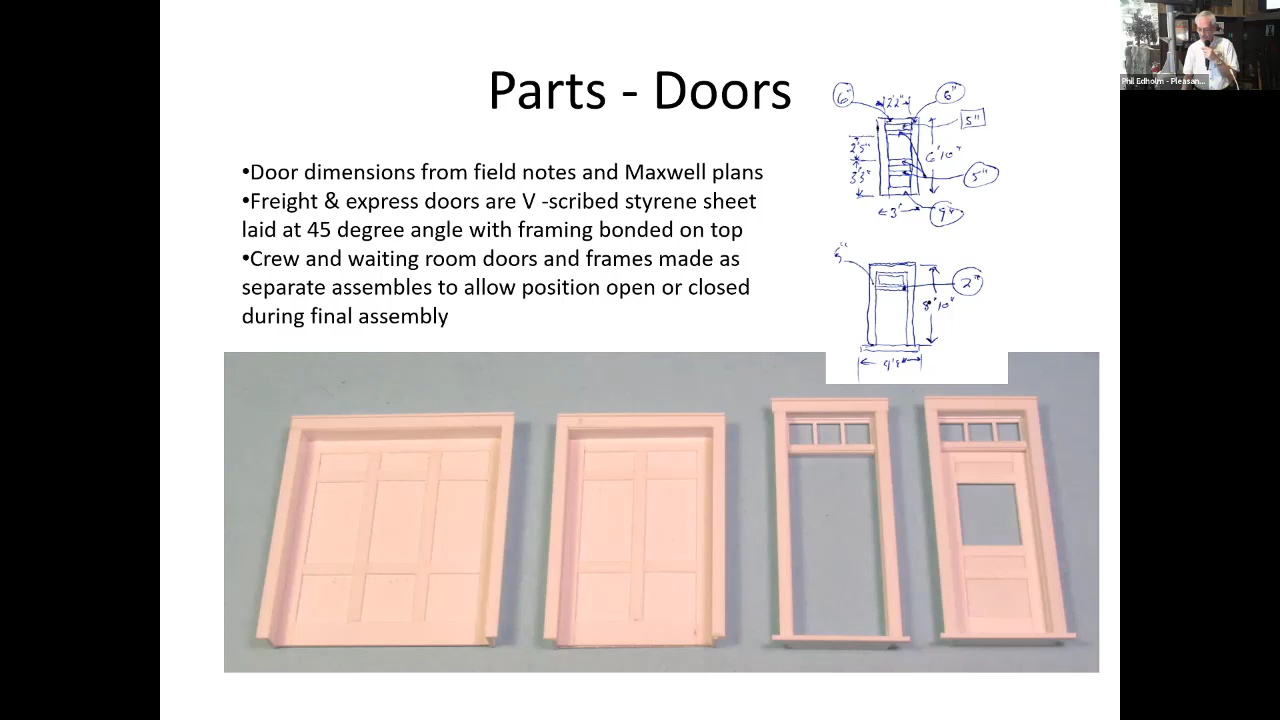 Parts - Doors
•Door dimensions from field notes and Maxwell plans
•Freight & express doors are V -scribed styrene sheet
laid at 45 degree angle with framing bonded on top
•Crew and waiting room doors and frames made as
separate assembles to allow position open or closed
during final assembly
6"
2'2"
6"
5"
2'5"
6'10"
3'3"
5"
3'
9"
5"
2"
8'10"
Phil Edholm - Pleasan...